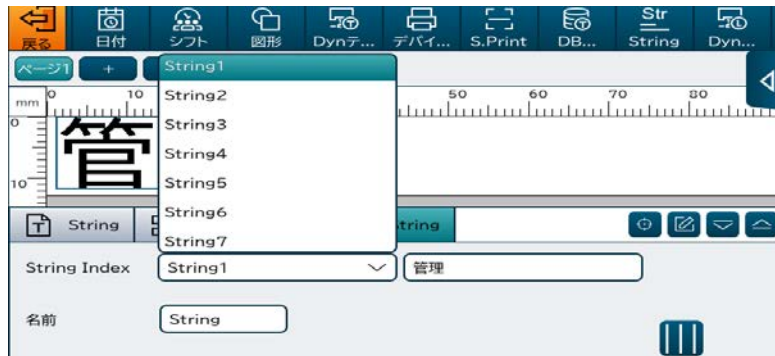 戻る 日付 シフト 図形 Dynテ... デバイ... S.Print DB... String Dyn...
Str
ページ1 +
String1
String2
String3
String4
String5
String6
String7
mm 0 10 50 60 70 80
0
10
管
String tring
String Index String1 管理
名前 String